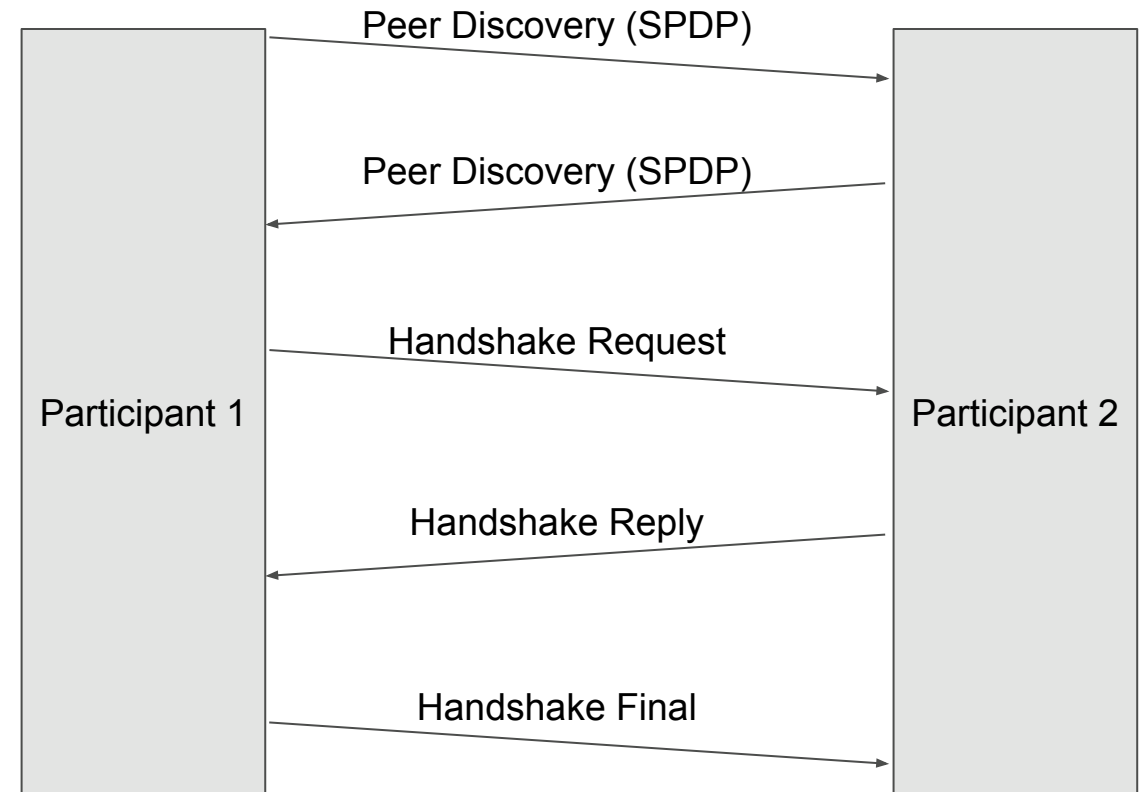 Peer Discovery (SPDP)
Peer Discovery (SPDP)
Handshake Request
Participant 1
Participant 2
Handshake Reply
Handshake Final